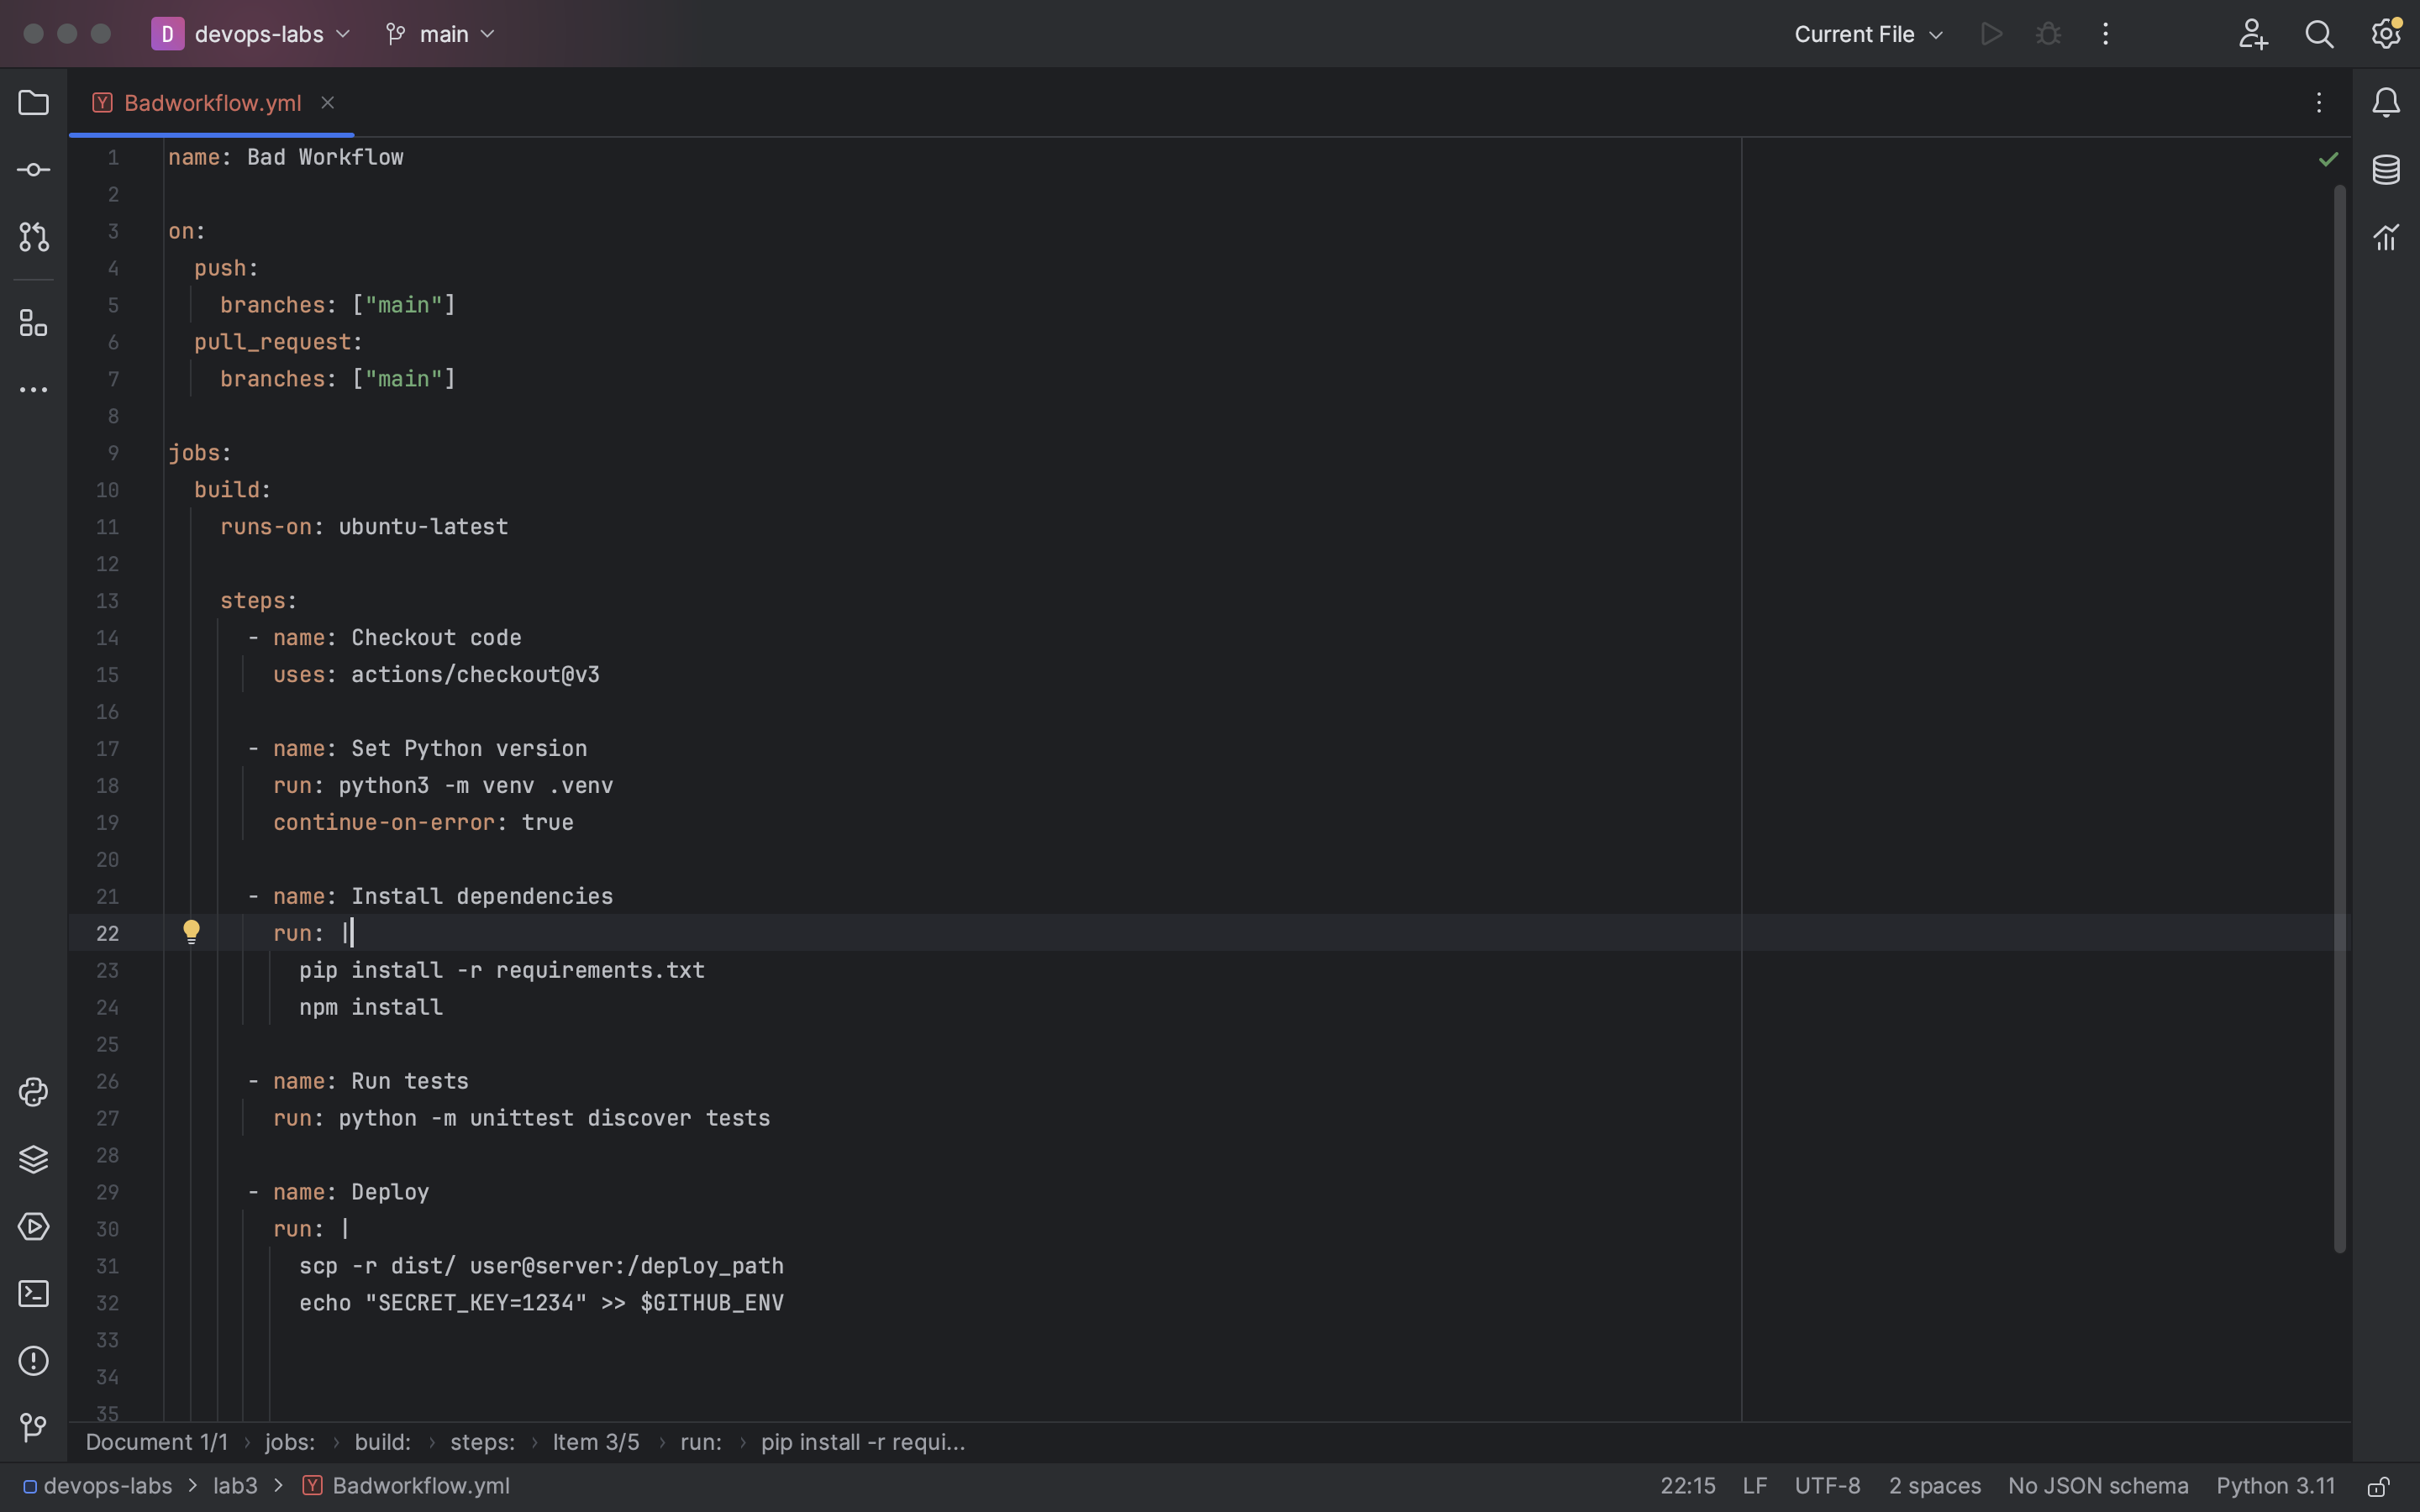 D devops-labs main Current File
Y Badworkflow.yml
1 name: Bad Workflow
2
3 on:
4 push:
5 branches: ["main"]
6 pull_request:
7 branches: ["main"]
8
9 jobs:
10 build:
11 runs-on: ubuntu-latest
12
13 steps:
14 - name: Checkout code
15 uses: actions/checkout@v3
16
17 - name: Set Python version
18 run: python3 -m venv .venv
19 continue-on-error: true
20
21 - name: Install dependencies
22 run: |
23 pip install -r requirements.txt
24 npm install
25
26 - name: Run tests
27 run: python -m unittest discover tests
28
29 - name: Deploy
30 run: |
31 scp -r dist/ user@server:/deploy_path
32 echo "SECRET_KEY=1234" >> $GITHUB_ENV
33
34
35
Document 1/1 › jobs: › build: › steps: › Item 3/5 › run: › pip install -r requi...
devops-labs > lab3 > Y Badworkflow.yml 22:15 LF UTF-8 2 spaces No JSON schema Python 3.11